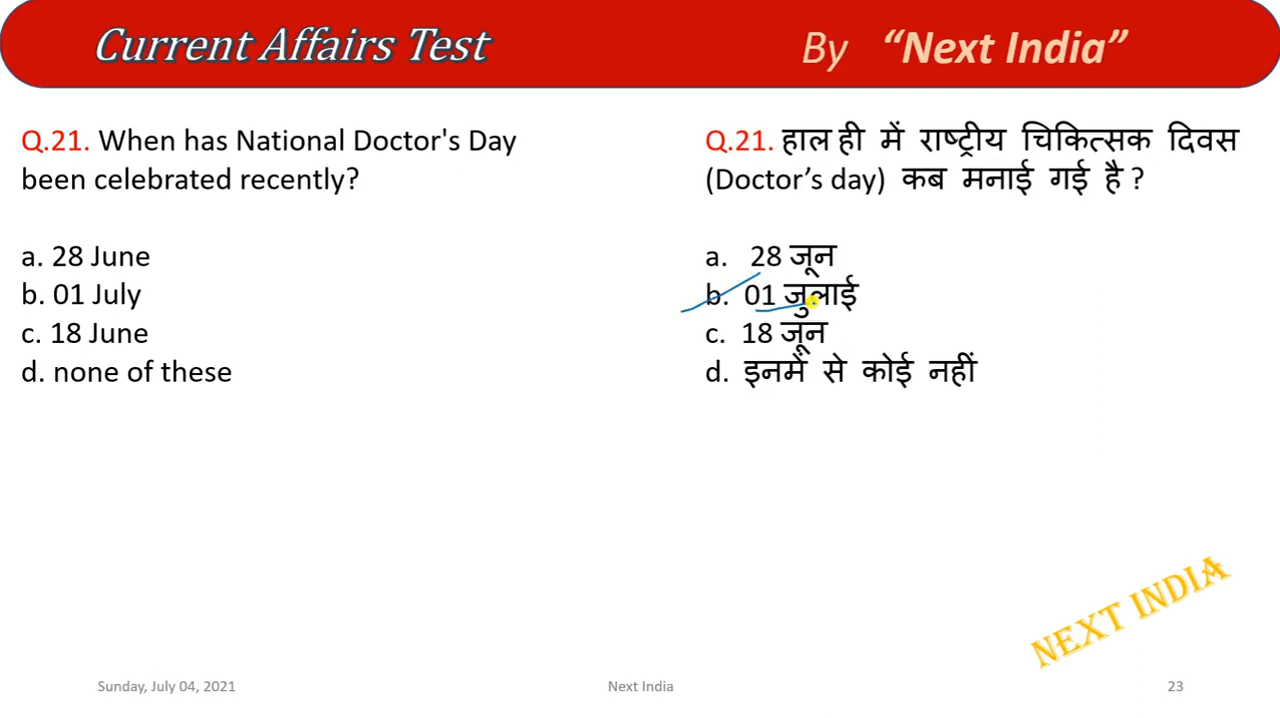 Current Affairs Test
By “Next India”
Q.21. When has National Doctor's Day
been celebrated recently?
a. 28 June
b. 01 July
c. 18 June
d. none of these
Q.21. हाल ही में राष्ट्रीय चिकित्सक दिवस
(Doctor’s day) कब मनाई गई है ?
a. 28 जून
b. 01 जुलाई
c. 18 जून
d. इनमें से कोई नहीं
NEXT INDIA
Sunday, July 04, 2021
Next India
23